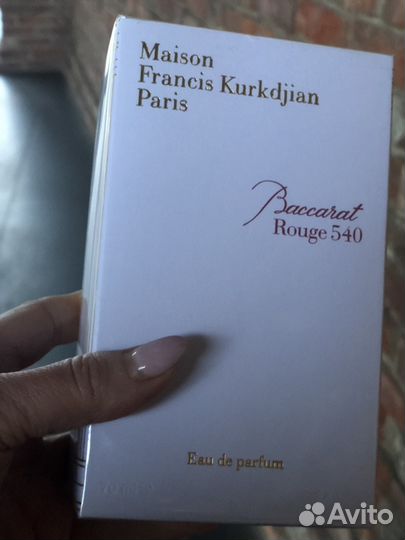 Maison
Francis Kurkdjian
Paris
Baccarat
Rouge 540
Eau de parfum
Avito